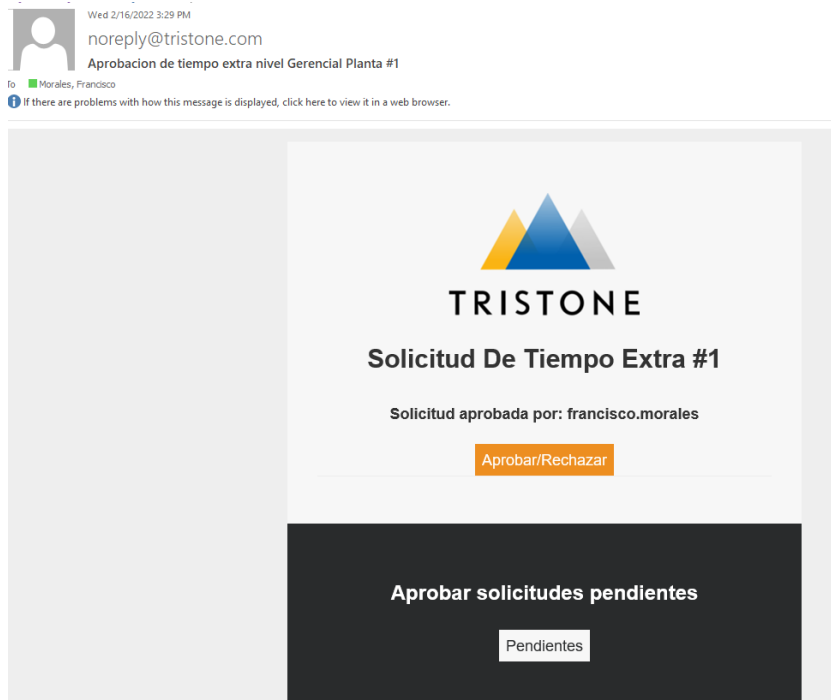 Wed 2/16/2022 3:29 PM
noreply@tristone.com
Aprobacion de tiempo extra nivel Gerencial Planta #1
To Morales, Francisco
If there are problems with how this message is displayed, click here to view it in a web browser.
TRISTONE
Solicitud De Tiempo Extra #1
Solicitud aprobada por: francisco.morales
Aprobar/Rechazar
Aprobar solicitudes pendientes
Pendientes